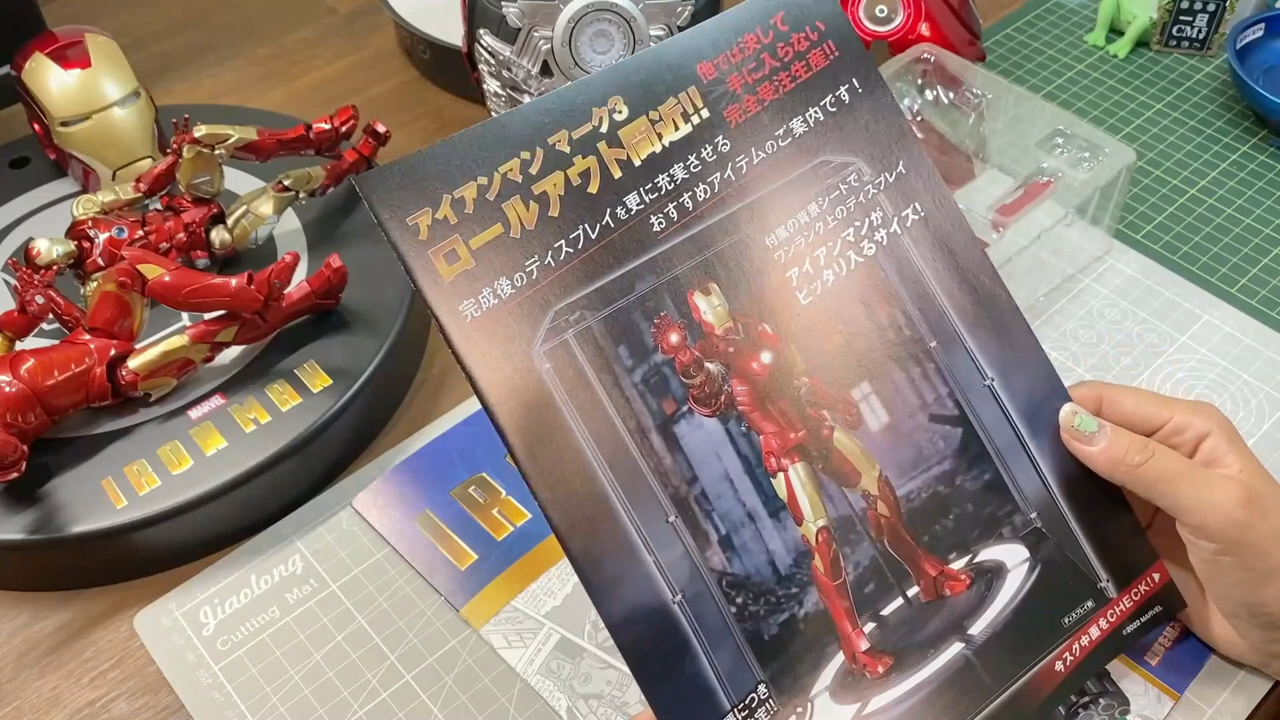 アイアンマン マーク3
ロールアウト間近!!
他では決して
手に入らない
完全受注生産!!
完成後のディスプレイを更に充実させる
おすすめアイテムのご案内です!
付属の背景シートで、
ワンランク上のディスプレイ
アイアンマンが
ピッタリ入るサイズ!
ディスプレイ例
今スグ中面をCHECK!▶
©2022 MARVEL
MARVEL
IRON MAN
IR
Jiaolong
Cutting Mat
一旦
CM